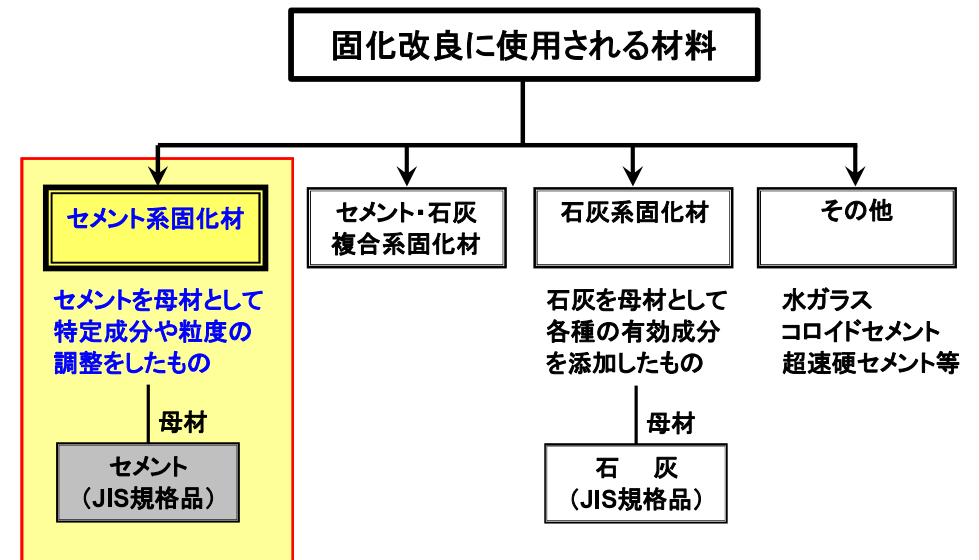 固化改良に使用される材料
セメント系固化材
セメント・石灰
複合系固化材
石灰系固化材
その他
セメントを母材として
特定成分や粒度の
調整をしたもの
石灰を母材として
各種の有効成分
を添加したもの
水ガラス
コロイドセメント
超速硬セメント等
母材
母材
セメント
（JIS規格品）
石　灰
（JIS規格品）